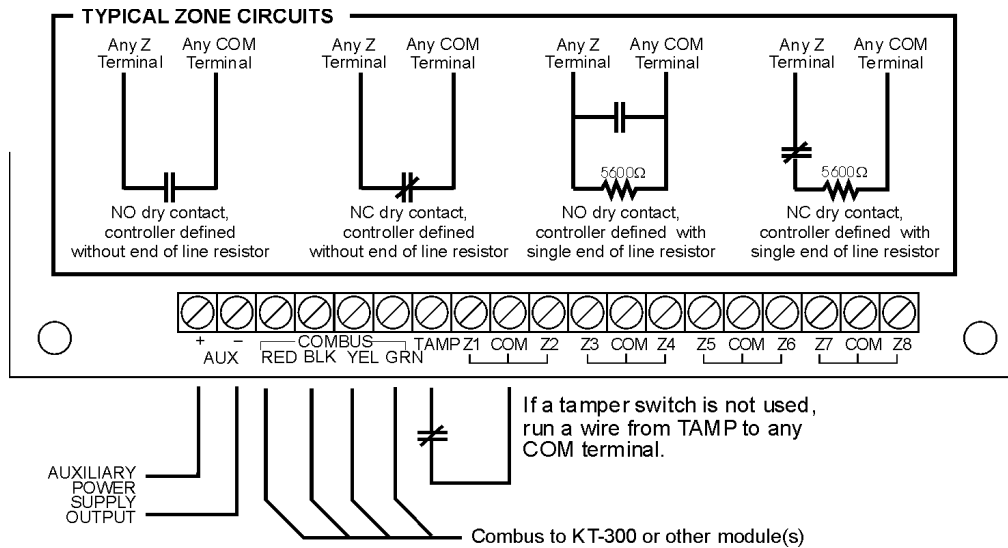 TYPICAL ZONE CIRCUITS
Any Z Terminal
Any COM Terminal
NO dry contact,
controller defined
without end of line resistor
Any Z Terminal
Any COM Terminal
NC dry contact,
controller defined
without end of line resistor
Any Z Terminal
Any COM Terminal
5600Ω
NO dry contact,
controller defined with
single end of line resistor
Any Z Terminal
Any COM Terminal
5600Ω
NC dry contact,
controller defined with
single end of line resistor
+ –
AUX
COMBUS
RED BLK YEL GRN
TAMP Z1 COM Z2 Z3 COM Z4 Z5 COM Z6 Z7 COM Z8
If a tamper switch is not used,
run a wire from TAMP to any
COM terminal.
AUXILIARY
POWER
SUPPLY
OUTPUT
Combus to KT-300 or other module(s)